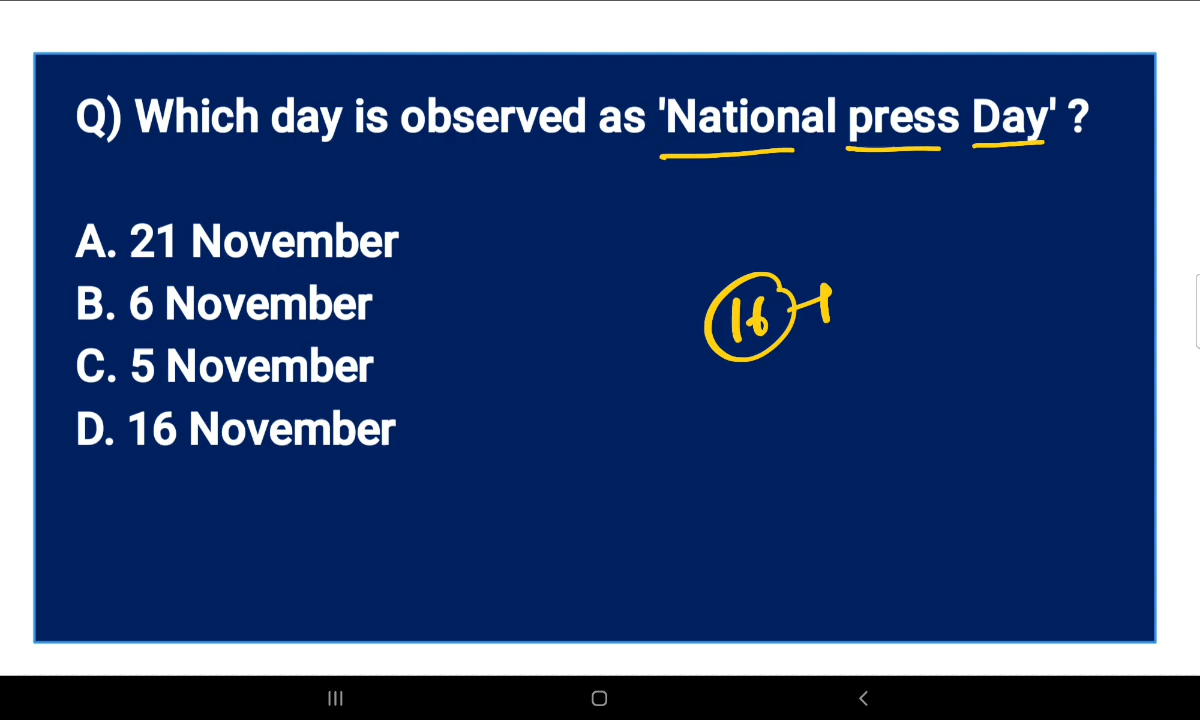 Q) Which day is observed as 'National press Day' ?
A. 21 November
B. 6 November
C. 5 November
16
D. 16 November